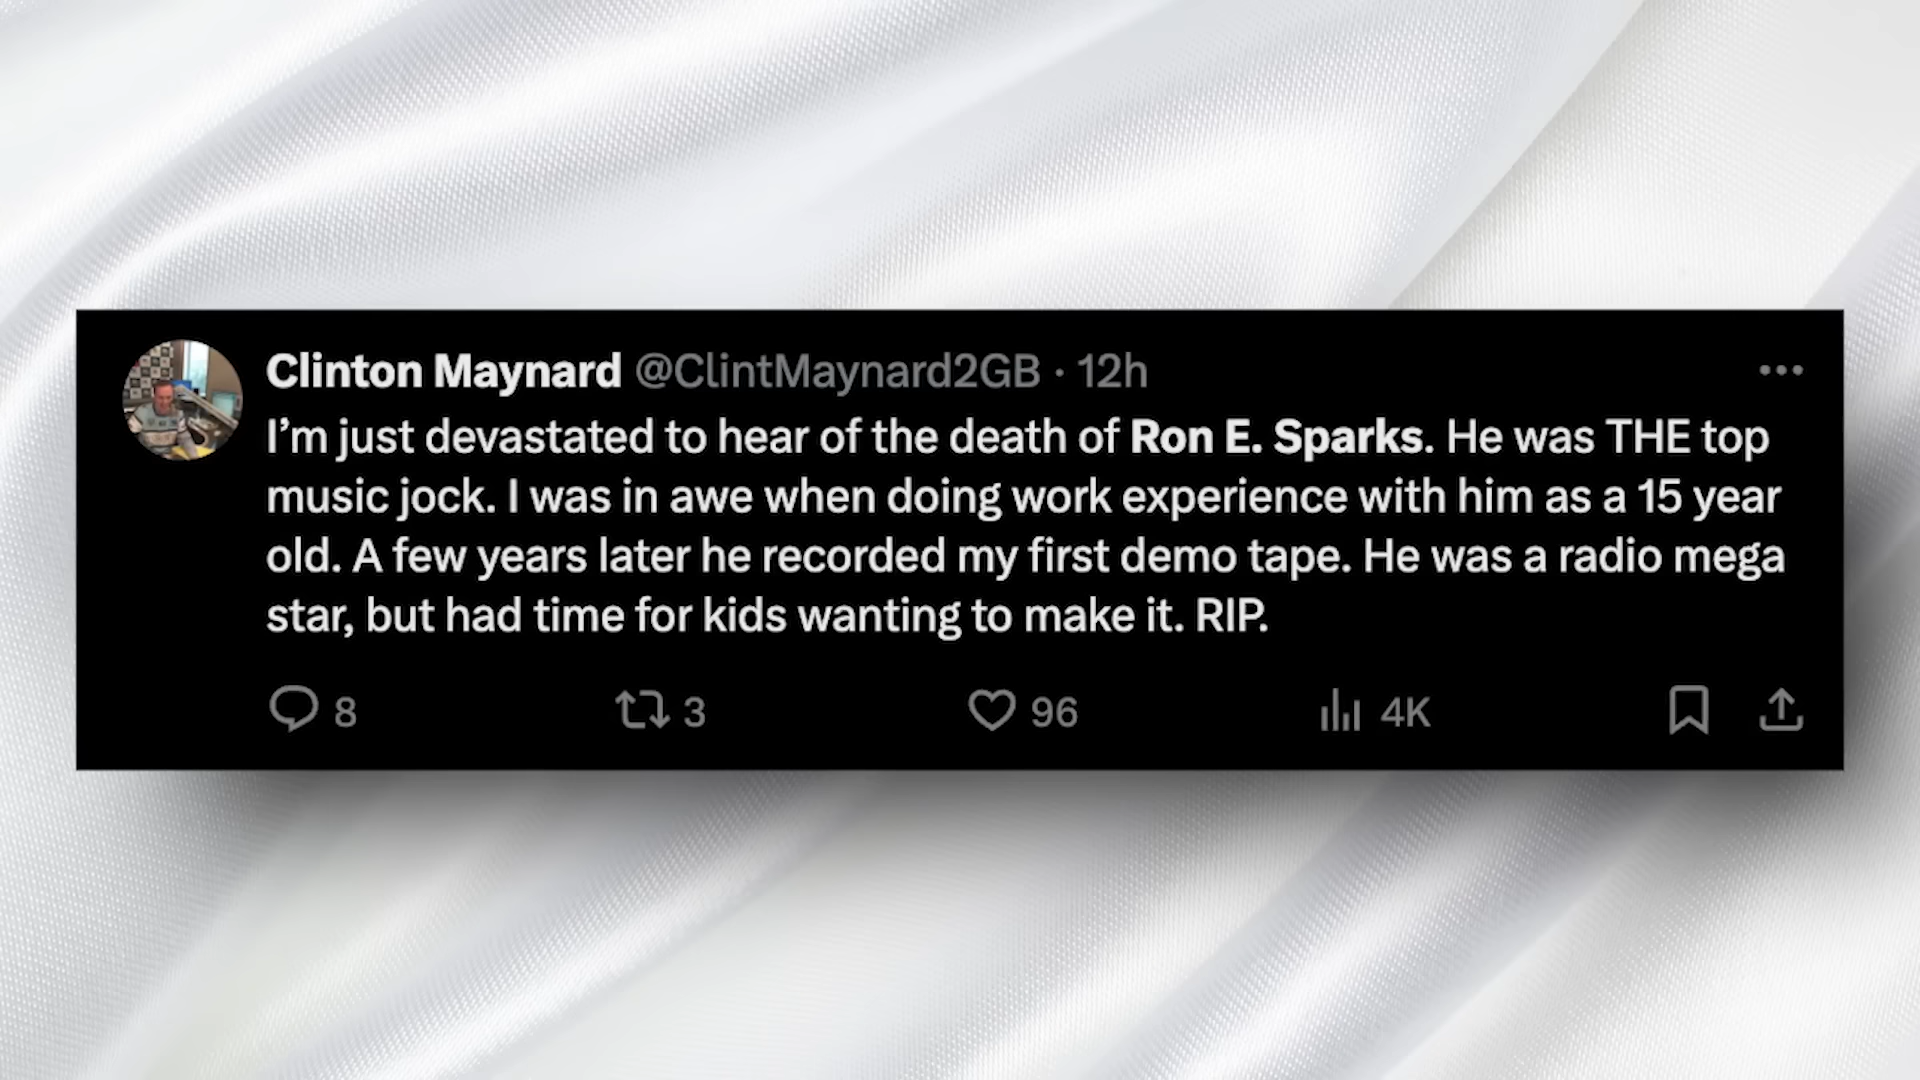 Clinton Maynard @ClintMaynard2GB · 12h
I’m just devastated to hear of the death of Ron E. Sparks. He was THE top
music jock. I was in awe when doing work experience with him as a 15 year
old. A few years later he recorded my first demo tape. He was a radio mega
star, but had time for kids wanting to make it. RIP.
8 3 96 4K